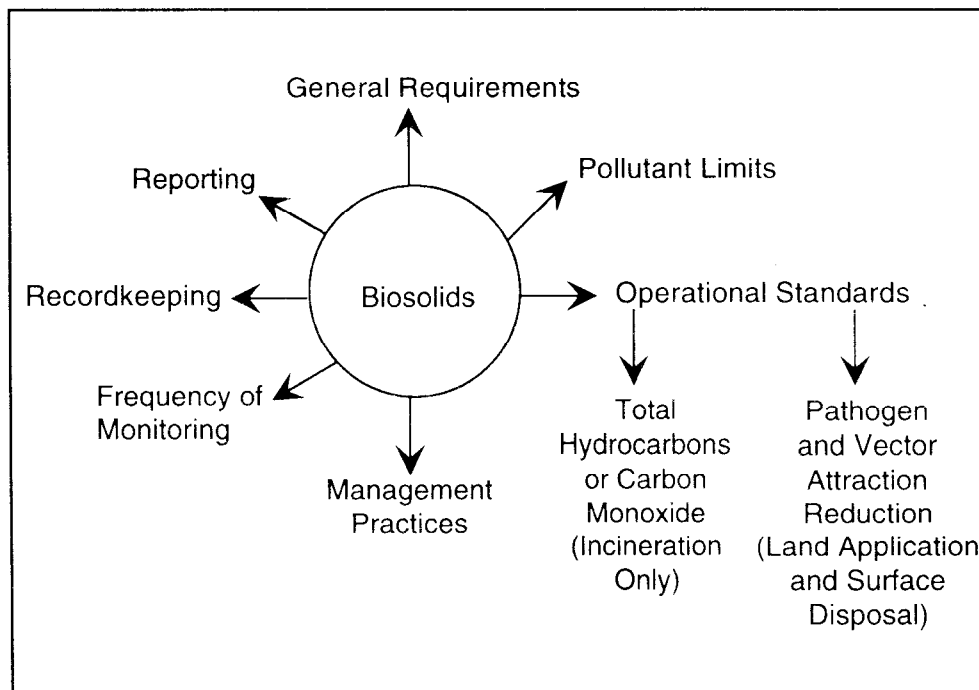 General Requirements
Reporting
Pollutant Limits
Recordkeeping
Biosolids
Operational Standards
Frequency of
Monitoring
Management
Practices
Total
Hydrocarbons
or Carbon
Monoxide
(Incineration
Only)
Pathogen
and Vector
Attraction
Reduction
(Land Application
and Surface
Disposal)